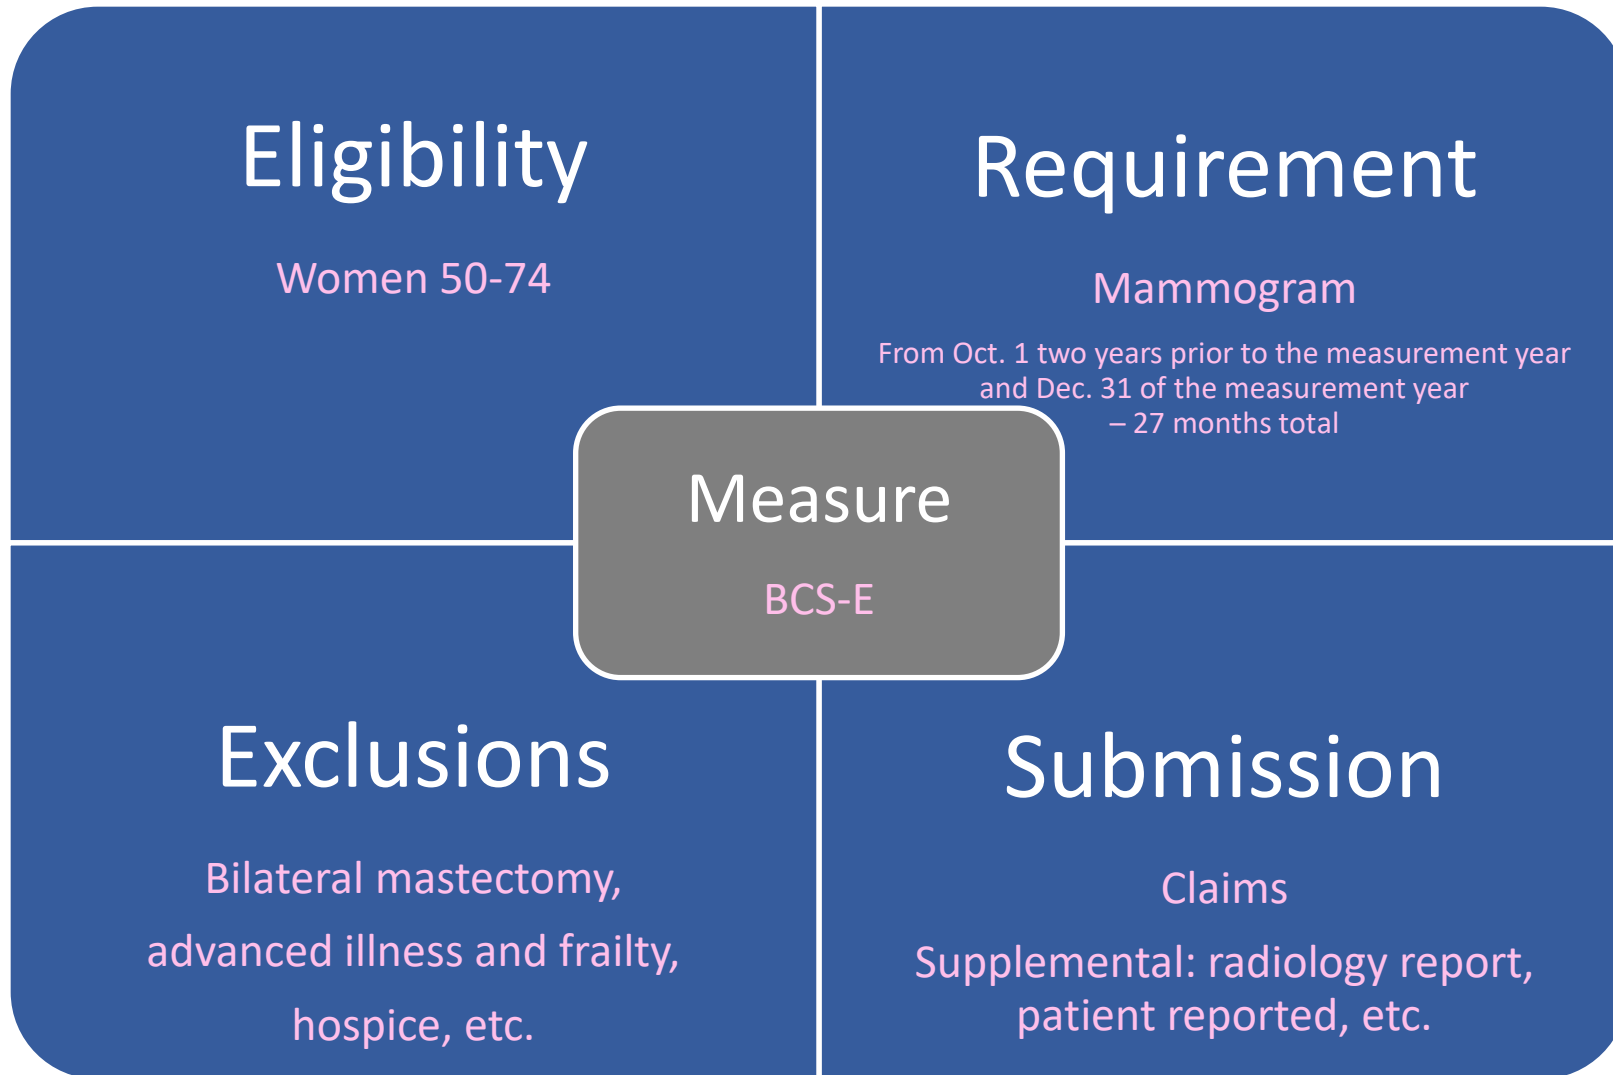 Eligibility
Women 50-74
Requirement
Mammogram
From Oct. 1 two years prior to the measurement year
and Dec. 31 of the measurement year
– 27 months total
Measure
BCS-E
Exclusions
Bilateral mastectomy,
advanced illness and frailty,
hospice, etc.
Submission
Claims
Supplemental: radiology report,
patient reported, etc.